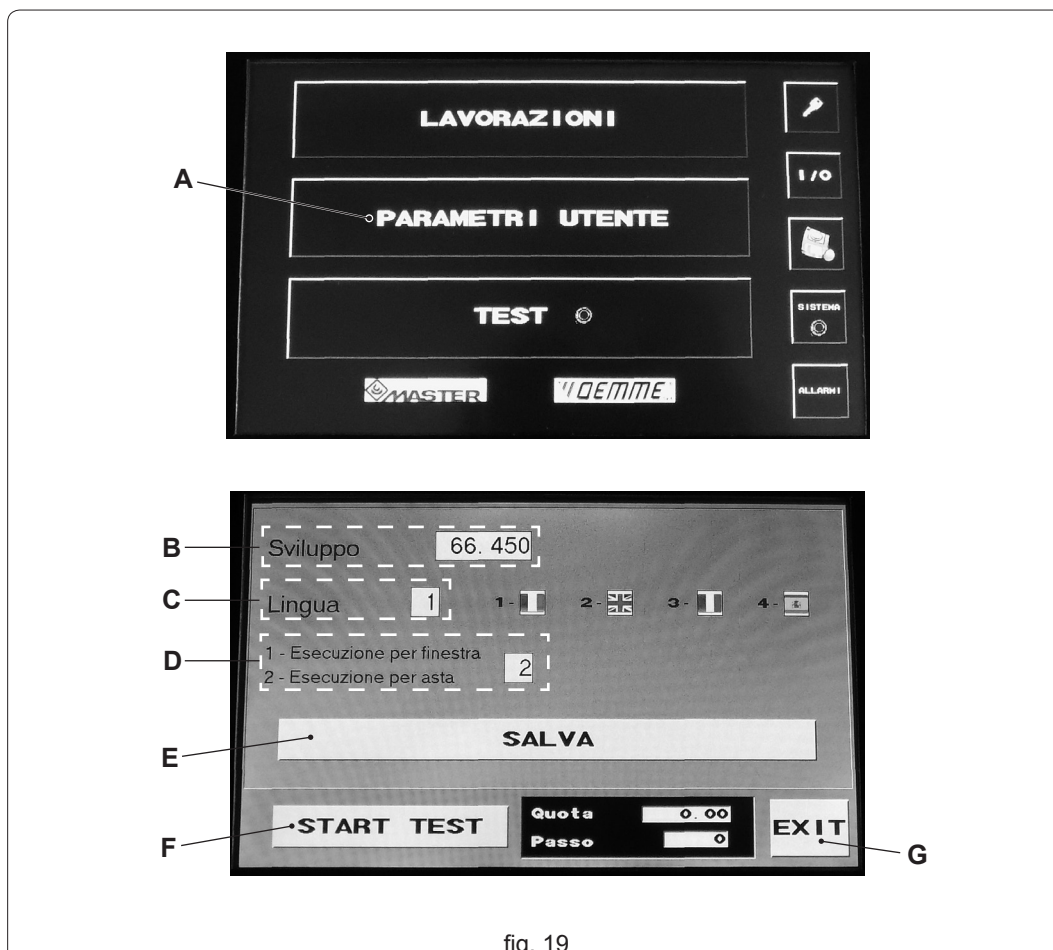 LAVORAZIONI
I/O
A
PARAMETRI UTENTE
TEST
SISTEMA
MASTER
OEMME
ALLARMI
B
Sviluppo 66. 450
C
Lingua 1 1 - 2 - 3 - 4 -
D
1 - Esecuzione per finestra
2 - Esecuzione per asta
2
E
SALVA
F
START TEST
Quota 0. 00
Passo 0
EXIT
G
fig. 19